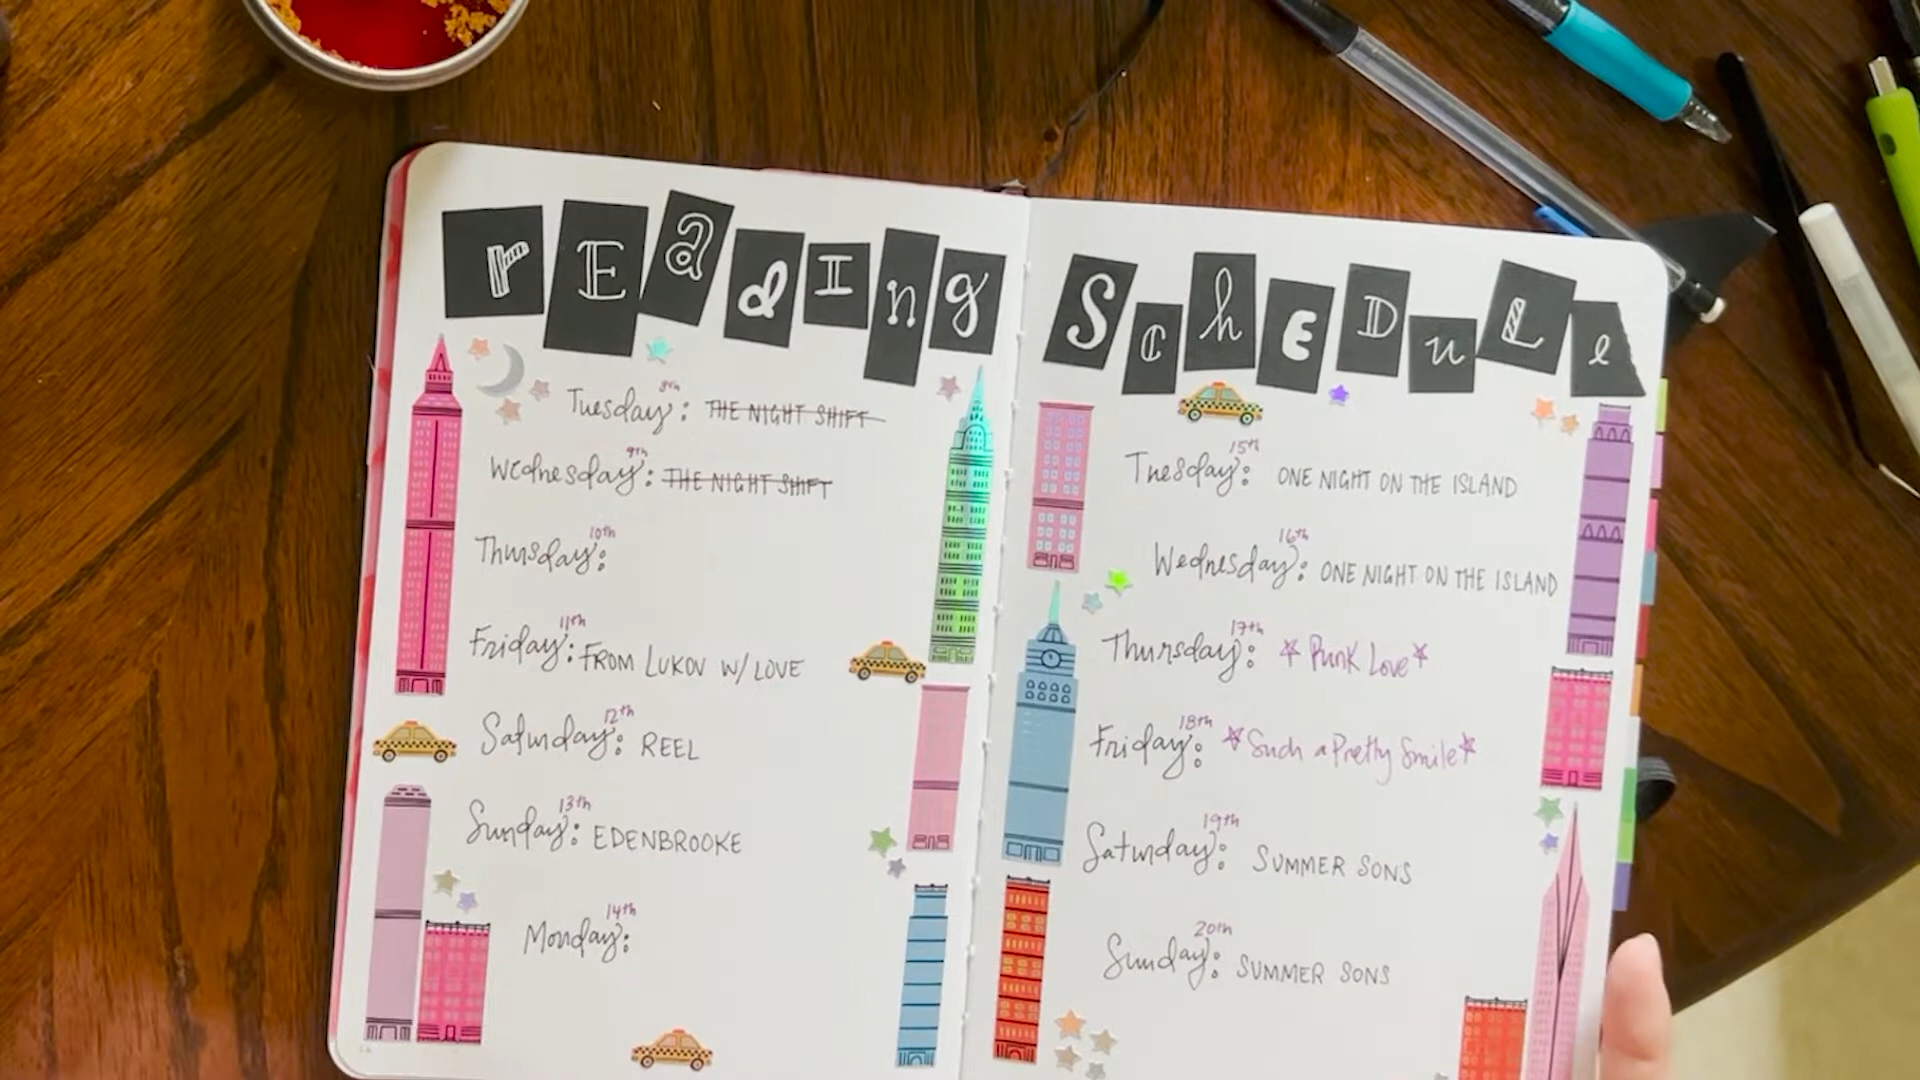 rEadIng
SchEDuLe
Tuesday: 8th THE NIGHT SHIFT
Wednesday: 9th THE NIGHT SHIFT
Thursday: 10th
Friday: 11th FROM LUKOV W/ LOVE
Saturday: 12th REEL
Sunday: 13th EDENBROOKE
Monday: 14th
Tuesday: 15th ONE NIGHT ON THE ISLAND
Wednesday: 16th ONE NIGHT ON THE ISLAND
Thursday: 17th Punk Love
Friday: 18th Such a Pretty Smile
Saturday: 19th SUMMER SONS
Sunday: 20th SUMMER SONS